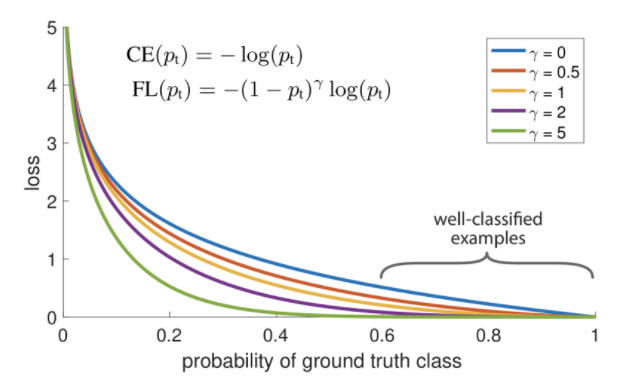 CE(pₜ) = − log(pₜ)
FL(pₜ) = −(1 − pₜ)^γ log(pₜ)
γ = 0
γ = 0.5
γ = 1
γ = 2
γ = 5
well-classified
examples
loss
5
4
3
2
1
0
0 0.2 0.4 0.6 0.8 1
probability of ground truth class